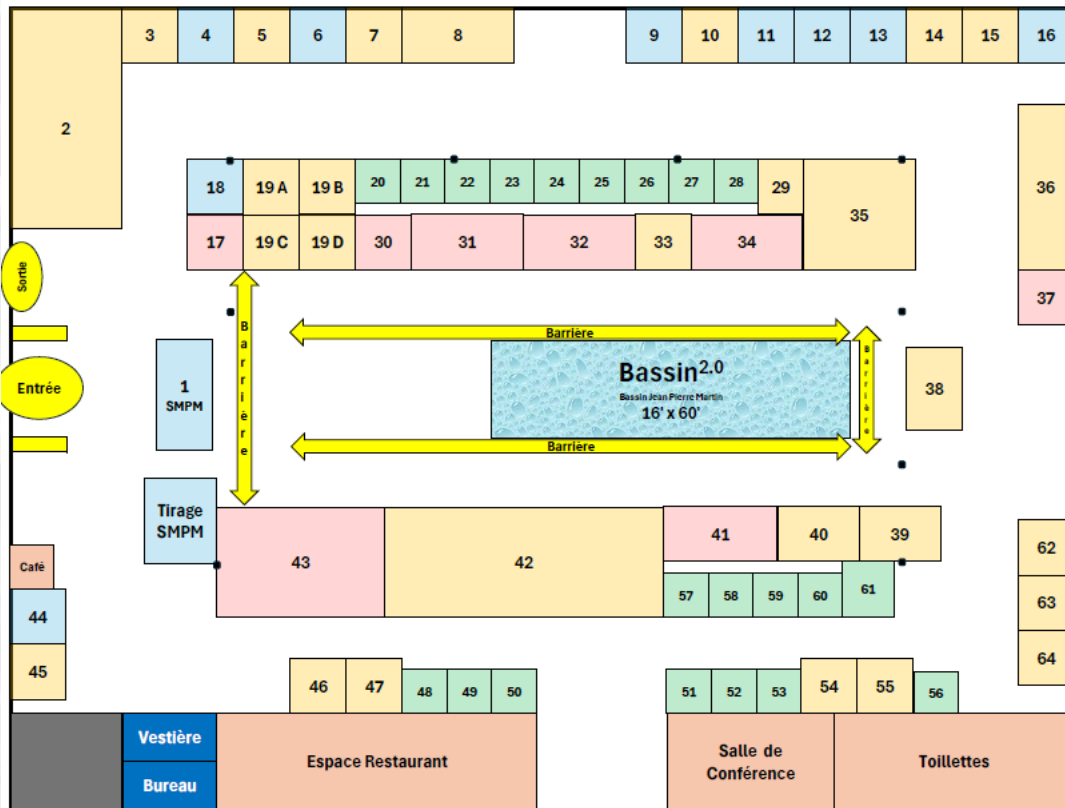 3 4 5 6 7 8 9 10 11 12 13 14 15 16
2
18 19 A 19 B 20 21 22 23 24 25 26 27 28 29
35
36
17 19 C 19 D 30 31 32 33 34
Sortie
37
Barrière
Barrière
Barrière
Entrée
1
SMPM
Bassin2.0
Bassin Jean Pierre Martin
16' x 60'
38
Barrière
Tirage
SMPM
43
42
41 40 39
62
Café
57 58 59 60 61
44
63
45
64
46 47 48 49 50
51 52 53 54 55 56
Vestière
Bureau
Espace Restaurant
Salle de
Conférence
Toillettes